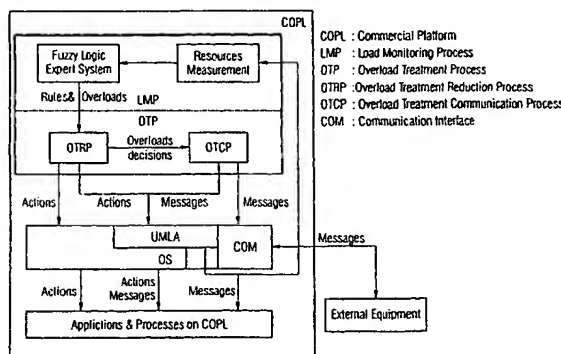 COPL
Fuzzy Logic
Expert System
Resources
Measurement
Rules& Overloads
LMP
OTP
OTRP
Overloads
decisions
OTCP
Actions
Actions
Messages
Messages
UMLA
COM
OS
Messages
Actions
Actions
Messages
Messages
Applictions & Processes on COPL
External Equipment
COPL : Commercial Platform
LMP : Load Monitoring Process
OTP : Overload Treatment Process
OTRP : Overload Treatment Reduction Process
OTCP : Overload Treatment Communication Process
COM : Communication Interface